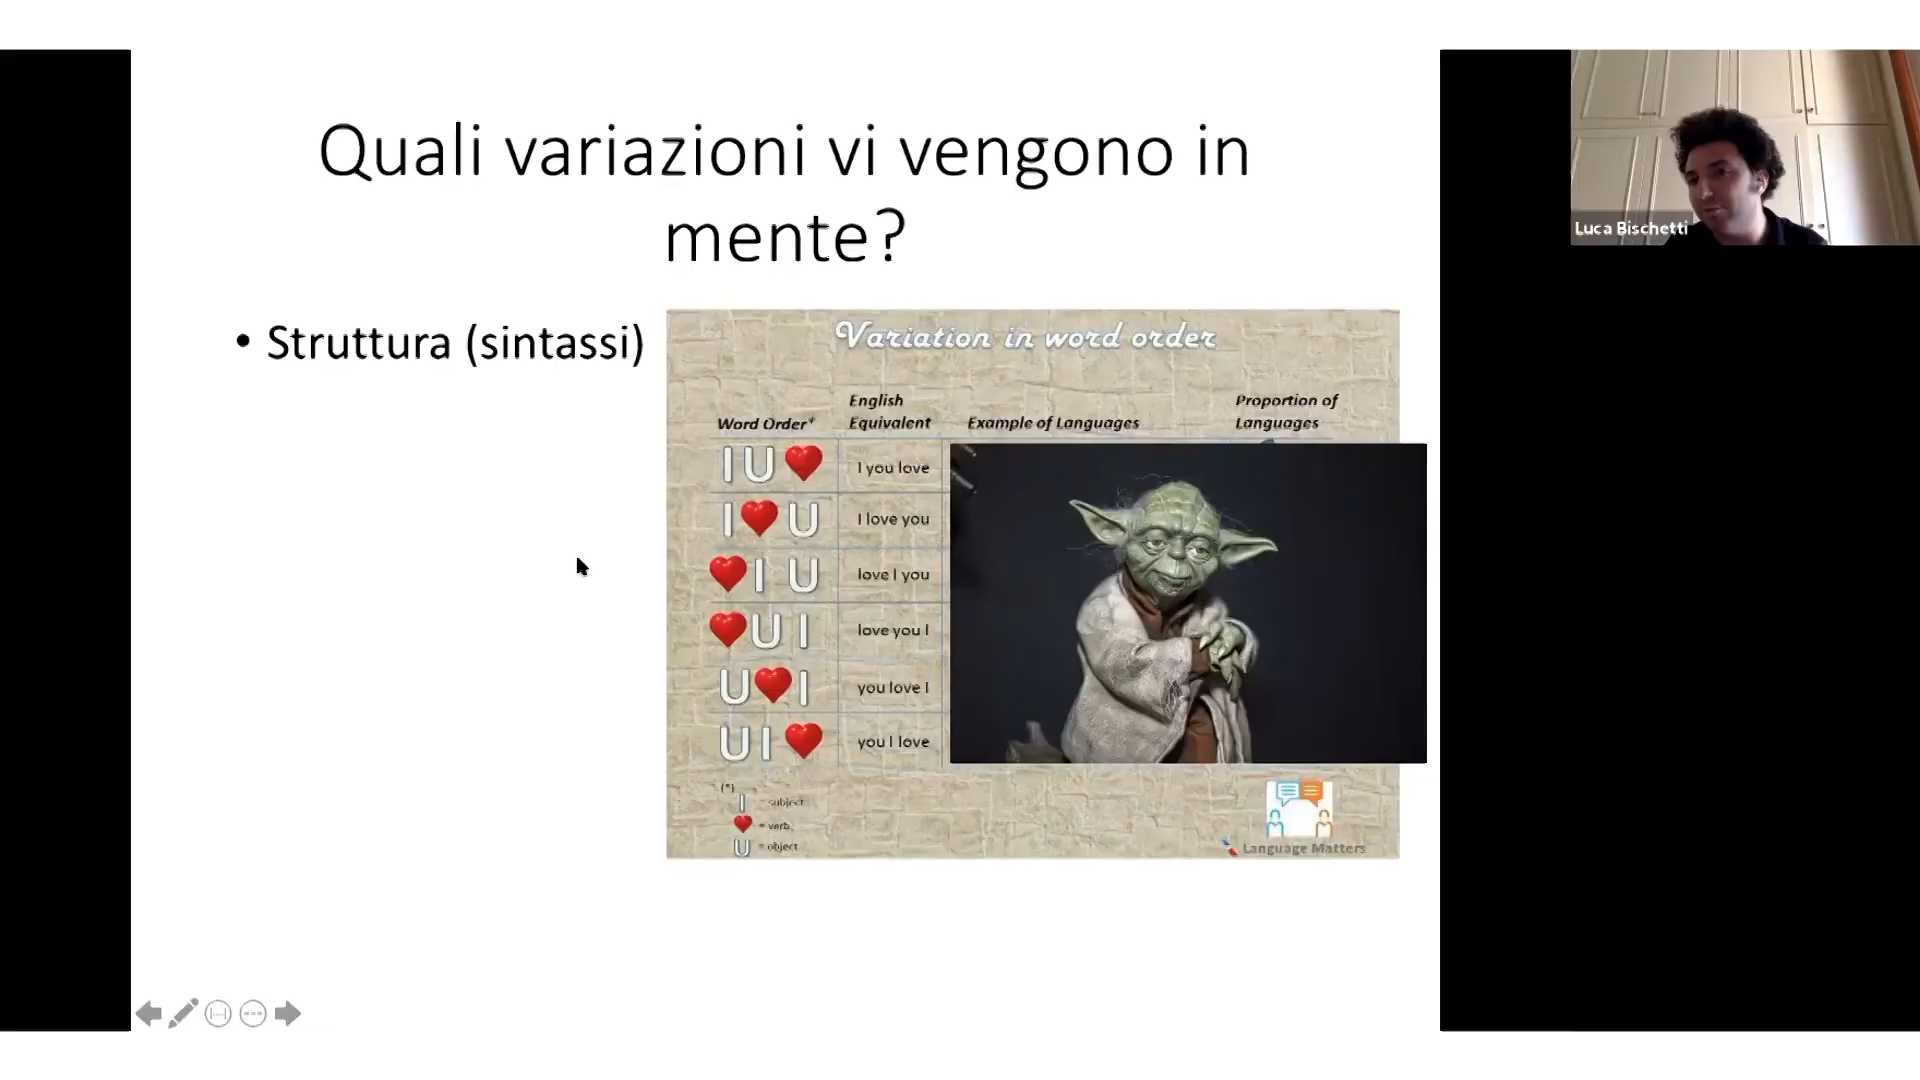 Quali variazioni vi vengono in
mente?
• Struttura (sintassi)
Variation in word order
Word Order*
English
Equivalent
Example of Languages
Proportion of
Languages
I U ❤ I you love
I ❤ U I love you
❤ I U love I you
❤ U I love you I
U ❤ I you love I
U I ❤ you I love
(*)
I = subject
❤ = verb
U = object
Language Matters
Luca Bischetti